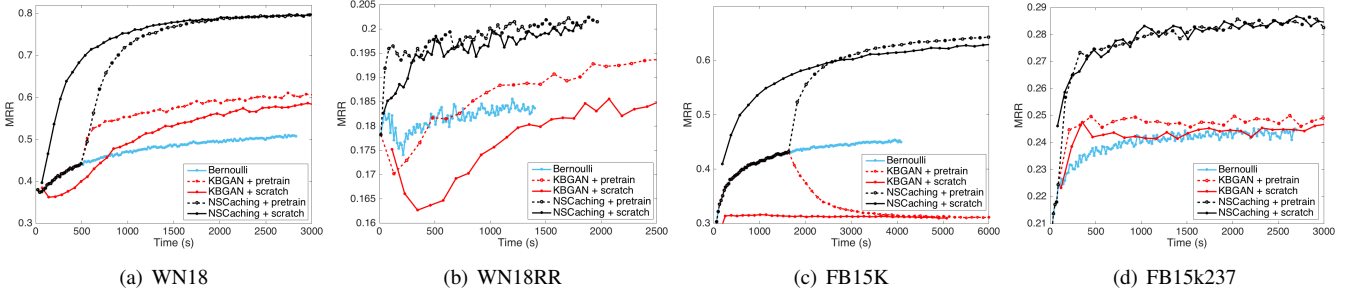 MRR
0.8
0.7
0.6
0.5
0.4
0.3
0 500 1000 1500 2000 2500 3000
Time (s)
Bernoulli
KBGAN + pretrain
KBGAN + scratch
NSCaching + pretrain
NSCaching + scratch
(a) WN18
MRR
0.2
0.195
0.19
0.185
0.18
0.175
0.17
0.165
0.16
0 500 1000 1500 2000 2500
Time (s)
Bernoulli
KBGAN + pretrain
KBGAN + scratch
NSCaching + pretrain
NSCaching + scratch
(b) WN18RR
MRR
0.6
0.5
0.4
0.3
0 1000 2000 3000 4000 5000 6000
Time (s)
Bernoulli
KBGAN + pretrain
KBGAN + scratch
NSCaching + pretrain
NSCaching + scratch
(c) FB15K
MRR
0.29
0.28
0.27
0.26
0.25
0.24
0.23
0.22
0.21
0 500 1000 1500 2000 2500 3000
Time (s)
Bernoulli
KBGAN + pretrain
KBGAN + scratch
NSCaching + pretrain
NSCaching + scratch
(d) FB15k237